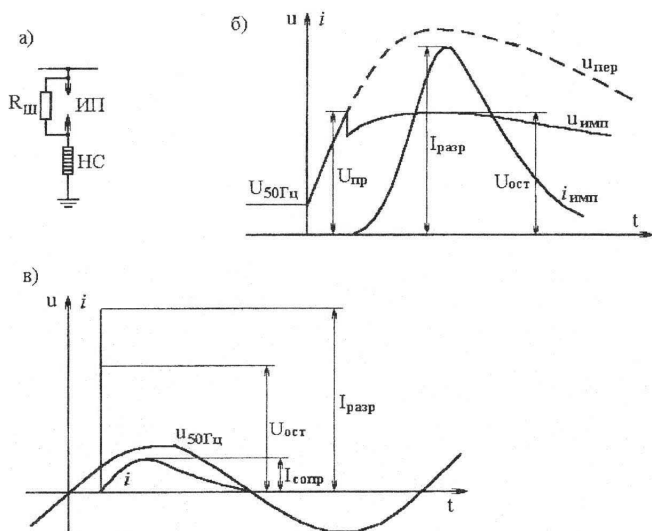 а)
R_Ш
ИП
НС
б)
u i
u_пер
u_имп
I_разр
U_пр
U_ост
U_50Гц
i_имп
t
в)
u i
I_разр
U_ост
u_50Гц
I_сопр
i
t